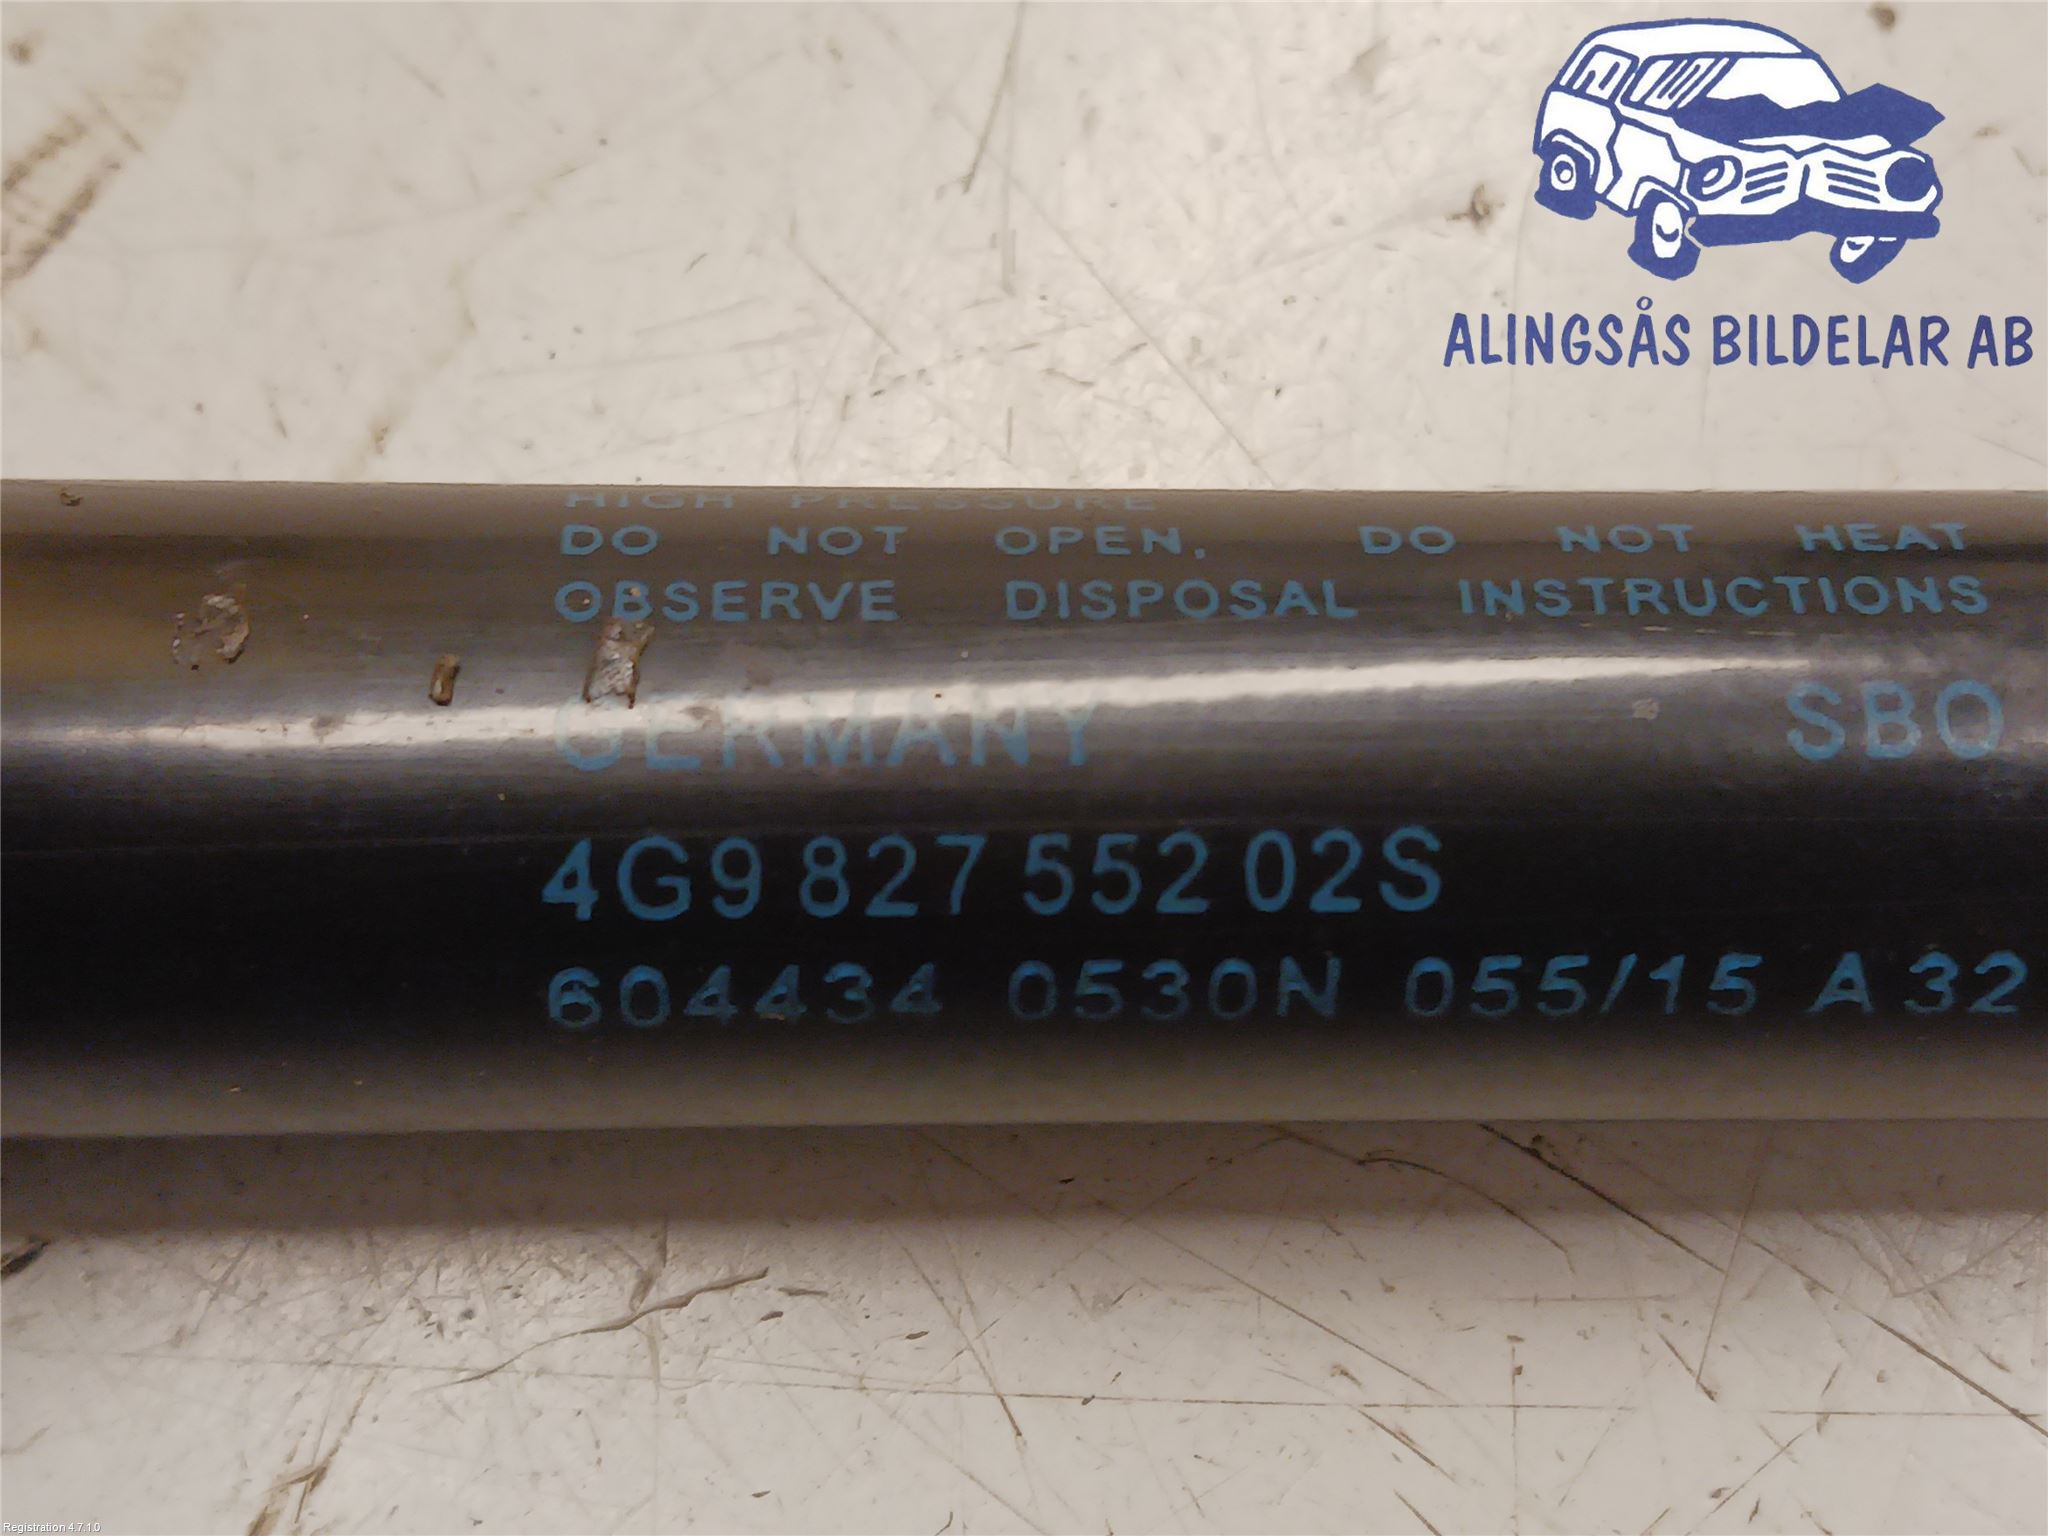 ALINGSÅS BILDELAR AB
HIGH PRESSURE
DO NOT OPEN, DO NOT HEAT
OBSERVE DISPOSAL INSTRUCTIONS
GERMANY SBO
4G9 827 552 02S
604434 0530N 055/15 A 32
Registration 4.7.1.0